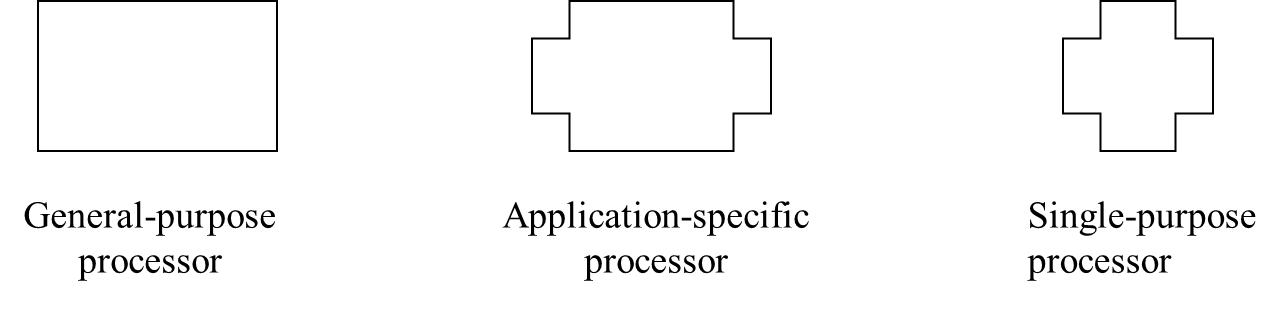 General-purpose
processor
Application-specific
processor
Single-purpose
processor